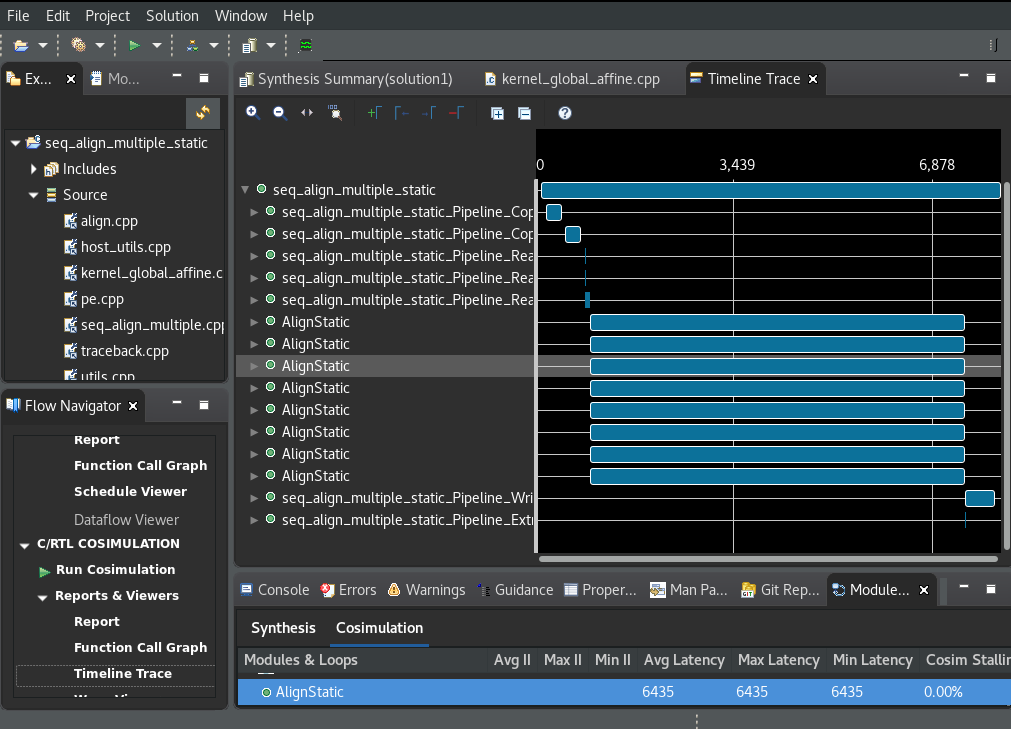 File Edit Project Solution Window Help
Ex... Mo...
seq_align_multiple_static
Includes
Source
align.cpp
host_utils.cpp
kernel_global_affine.c
pe.cpp
seq_align_multiple.cpp
traceback.cpp
utils.cpp
Flow Navigator
Report
Function Call Graph
Schedule Viewer
Dataflow Viewer
C/RTL COSIMULATION
Run Cosimulation
Reports & Viewers
Report
Function Call Graph
Timeline Trace
Synthesis Summary(solution1) kernel_global_affine.cpp Timeline Trace
0 3,439 6,878
seq_align_multiple_static
seq_align_multiple_static_Pipeline_Cop
seq_align_multiple_static_Pipeline_Cop
seq_align_multiple_static_Pipeline_Rea
seq_align_multiple_static_Pipeline_Rea
seq_align_multiple_static_Pipeline_Rea
AlignStatic
AlignStatic
AlignStatic
AlignStatic
AlignStatic
AlignStatic
AlignStatic
AlignStatic
seq_align_multiple_static_Pipeline_Wri
seq_align_multiple_static_Pipeline_Ext
Console Errors Warnings Guidance Proper... Man Pa... Git Rep... Module...
Synthesis Cosimulation
Modules & Loops Avg II Max II Min II Avg Latency Max Latency Min Latency Cosim Stallin
AlignStatic 6435 6435 6435 0.00%